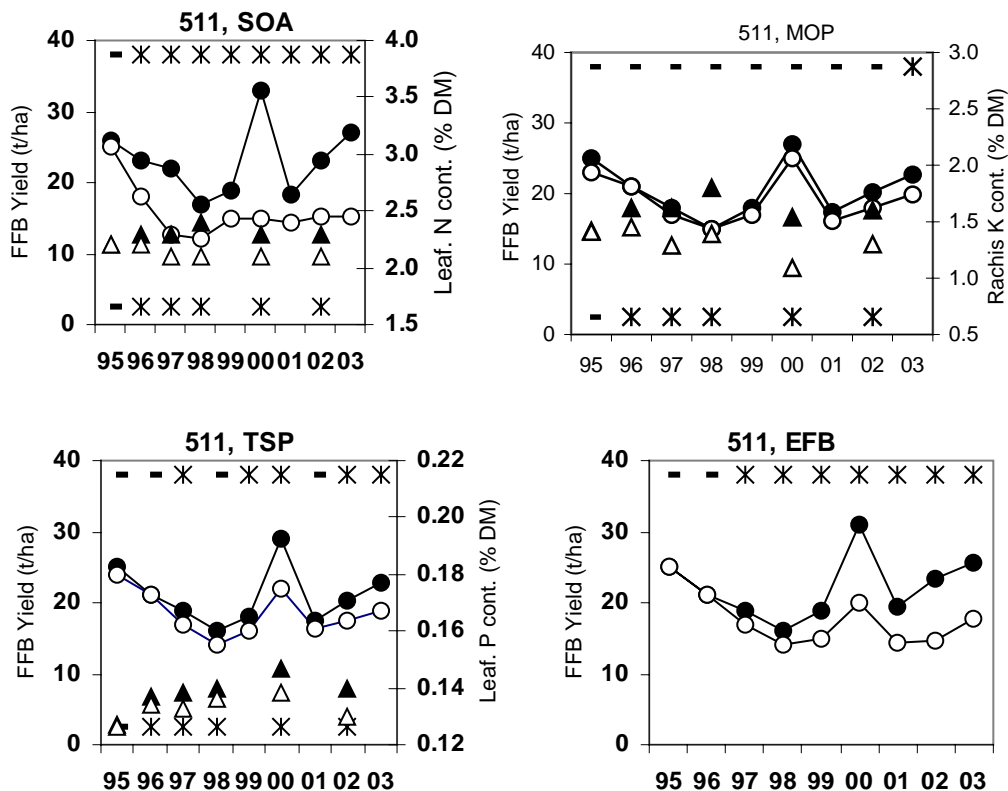 511, SOA
40
30
20
10
0
FFB Yield (t/ha)
4.0
3.5
3.0
2.5
2.0
1.5
Leaf. N cont. (% DM)
95 96 97 98 99 00 01 02 03
511, MOP
40
30
20
10
0
FFB Yield (t/ha)
3.0
2.5
2.0
1.5
1.0
0.5
Rachis K cont. (% DM)
95 96 97 98 99 00 01 02 03
511, TSP
40
30
20
10
0
FFB Yield (t/ha)
0.22
0.20
0.18
0.16
0.14
0.12
Leaf. P cont. (% DM)
95 96 97 98 99 00 01 02 03
511, EFB
40
30
20
10
0
FFB Yield (t/ha)
95 96 97 98 99 00 01 02 03